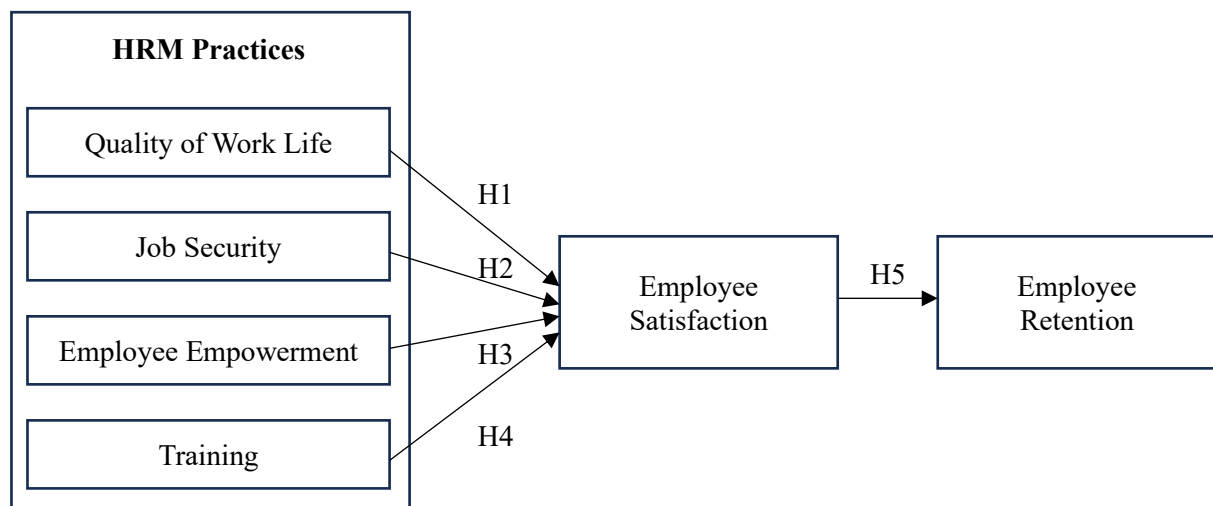 HRM Practices
Quality of Work Life
H1
Job Security
H2
Employee
Satisfaction
H5
Employee
Retention
Employee Empowerment
H3
H4
Training